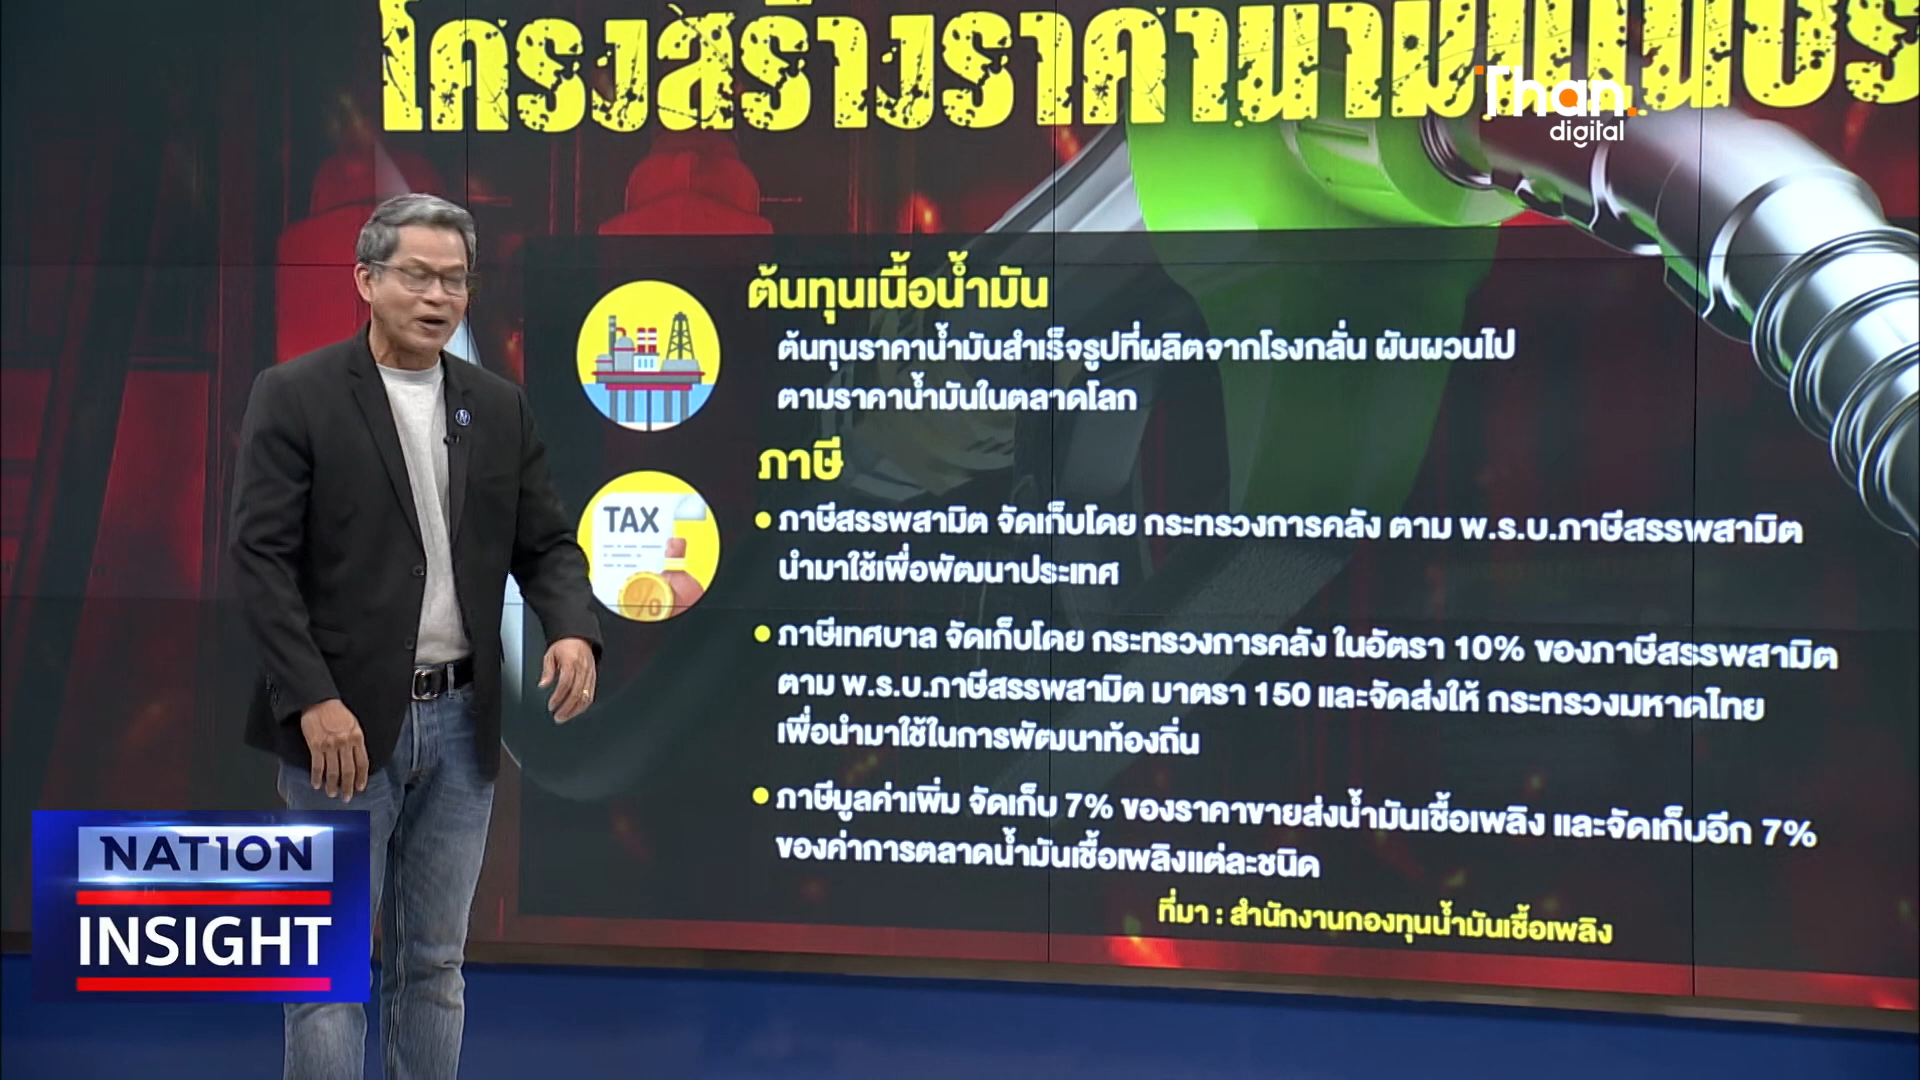 โครงสร้างราคาน้ำมัน
Than
digital
ต้นทุนเนื้อน้ำมัน
ต้นทุนราคาน้ำมันสำเร็จรูปที่ผลิตจากโรงกลั่น ผันผวนไป
ตามราคาน้ำมันในตลาดโลก
ภาษี
TAX
%
• ภาษีสรรพสามิต จัดเก็บโดย กระทรวงการคลัง ตาม พ.ร.บ.ภาษีสรรพสามิต
นำมาใช้เพื่อพัฒนาประเทศ
• ภาษีเทศบาล จัดเก็บโดย กระทรวงการคลัง ในอัตรา 10% ของภาษีสรรพสามิต
ตาม พ.ร.บ.ภาษีสรรพสามิต มาตรา 150 และจัดส่งให้ กระทรวงมหาดไทย
เพื่อนำมาใช้ในการพัฒนาท้องถิ่น
• ภาษีมูลค่าเพิ่ม จัดเก็บ 7% ของราคาขายส่งน้ำมันเชื้อเพลิง และจัดเก็บอีก 7%
ของค่าการตลาดน้ำมันเชื้อเพลิงแต่ละชนิด
ที่มา : สำนักงานกองทุนน้ำมันเชื้อเพลิง
NATION
INSIGHT